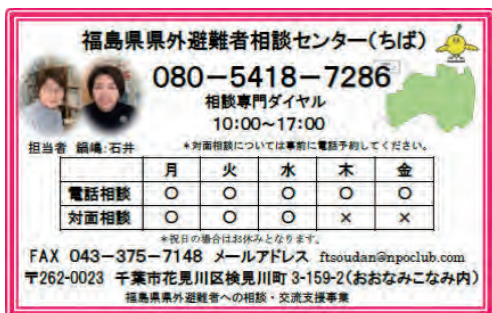 福島県県外避難者相談センター(ちば)
080-5418-7286
相談専門ダイヤル
10:00~17:00
担当者 鍋嶋:石井
*対面相談については事前に電話予約してください。
月 火 水 木 金
電話相談 ○ ○ ○ ○ ○
対面相談 ○ ○ ○ × ×
*祝日の場合はお休みとなります。
FAX 043-375-7148 メールアドレス ftsoudan@npoclub.com
〒262-0023 千葉市花見川区検見川町3-159-2(おおなみこなみ内)
福島県県外避難者への相談・交流支援事業